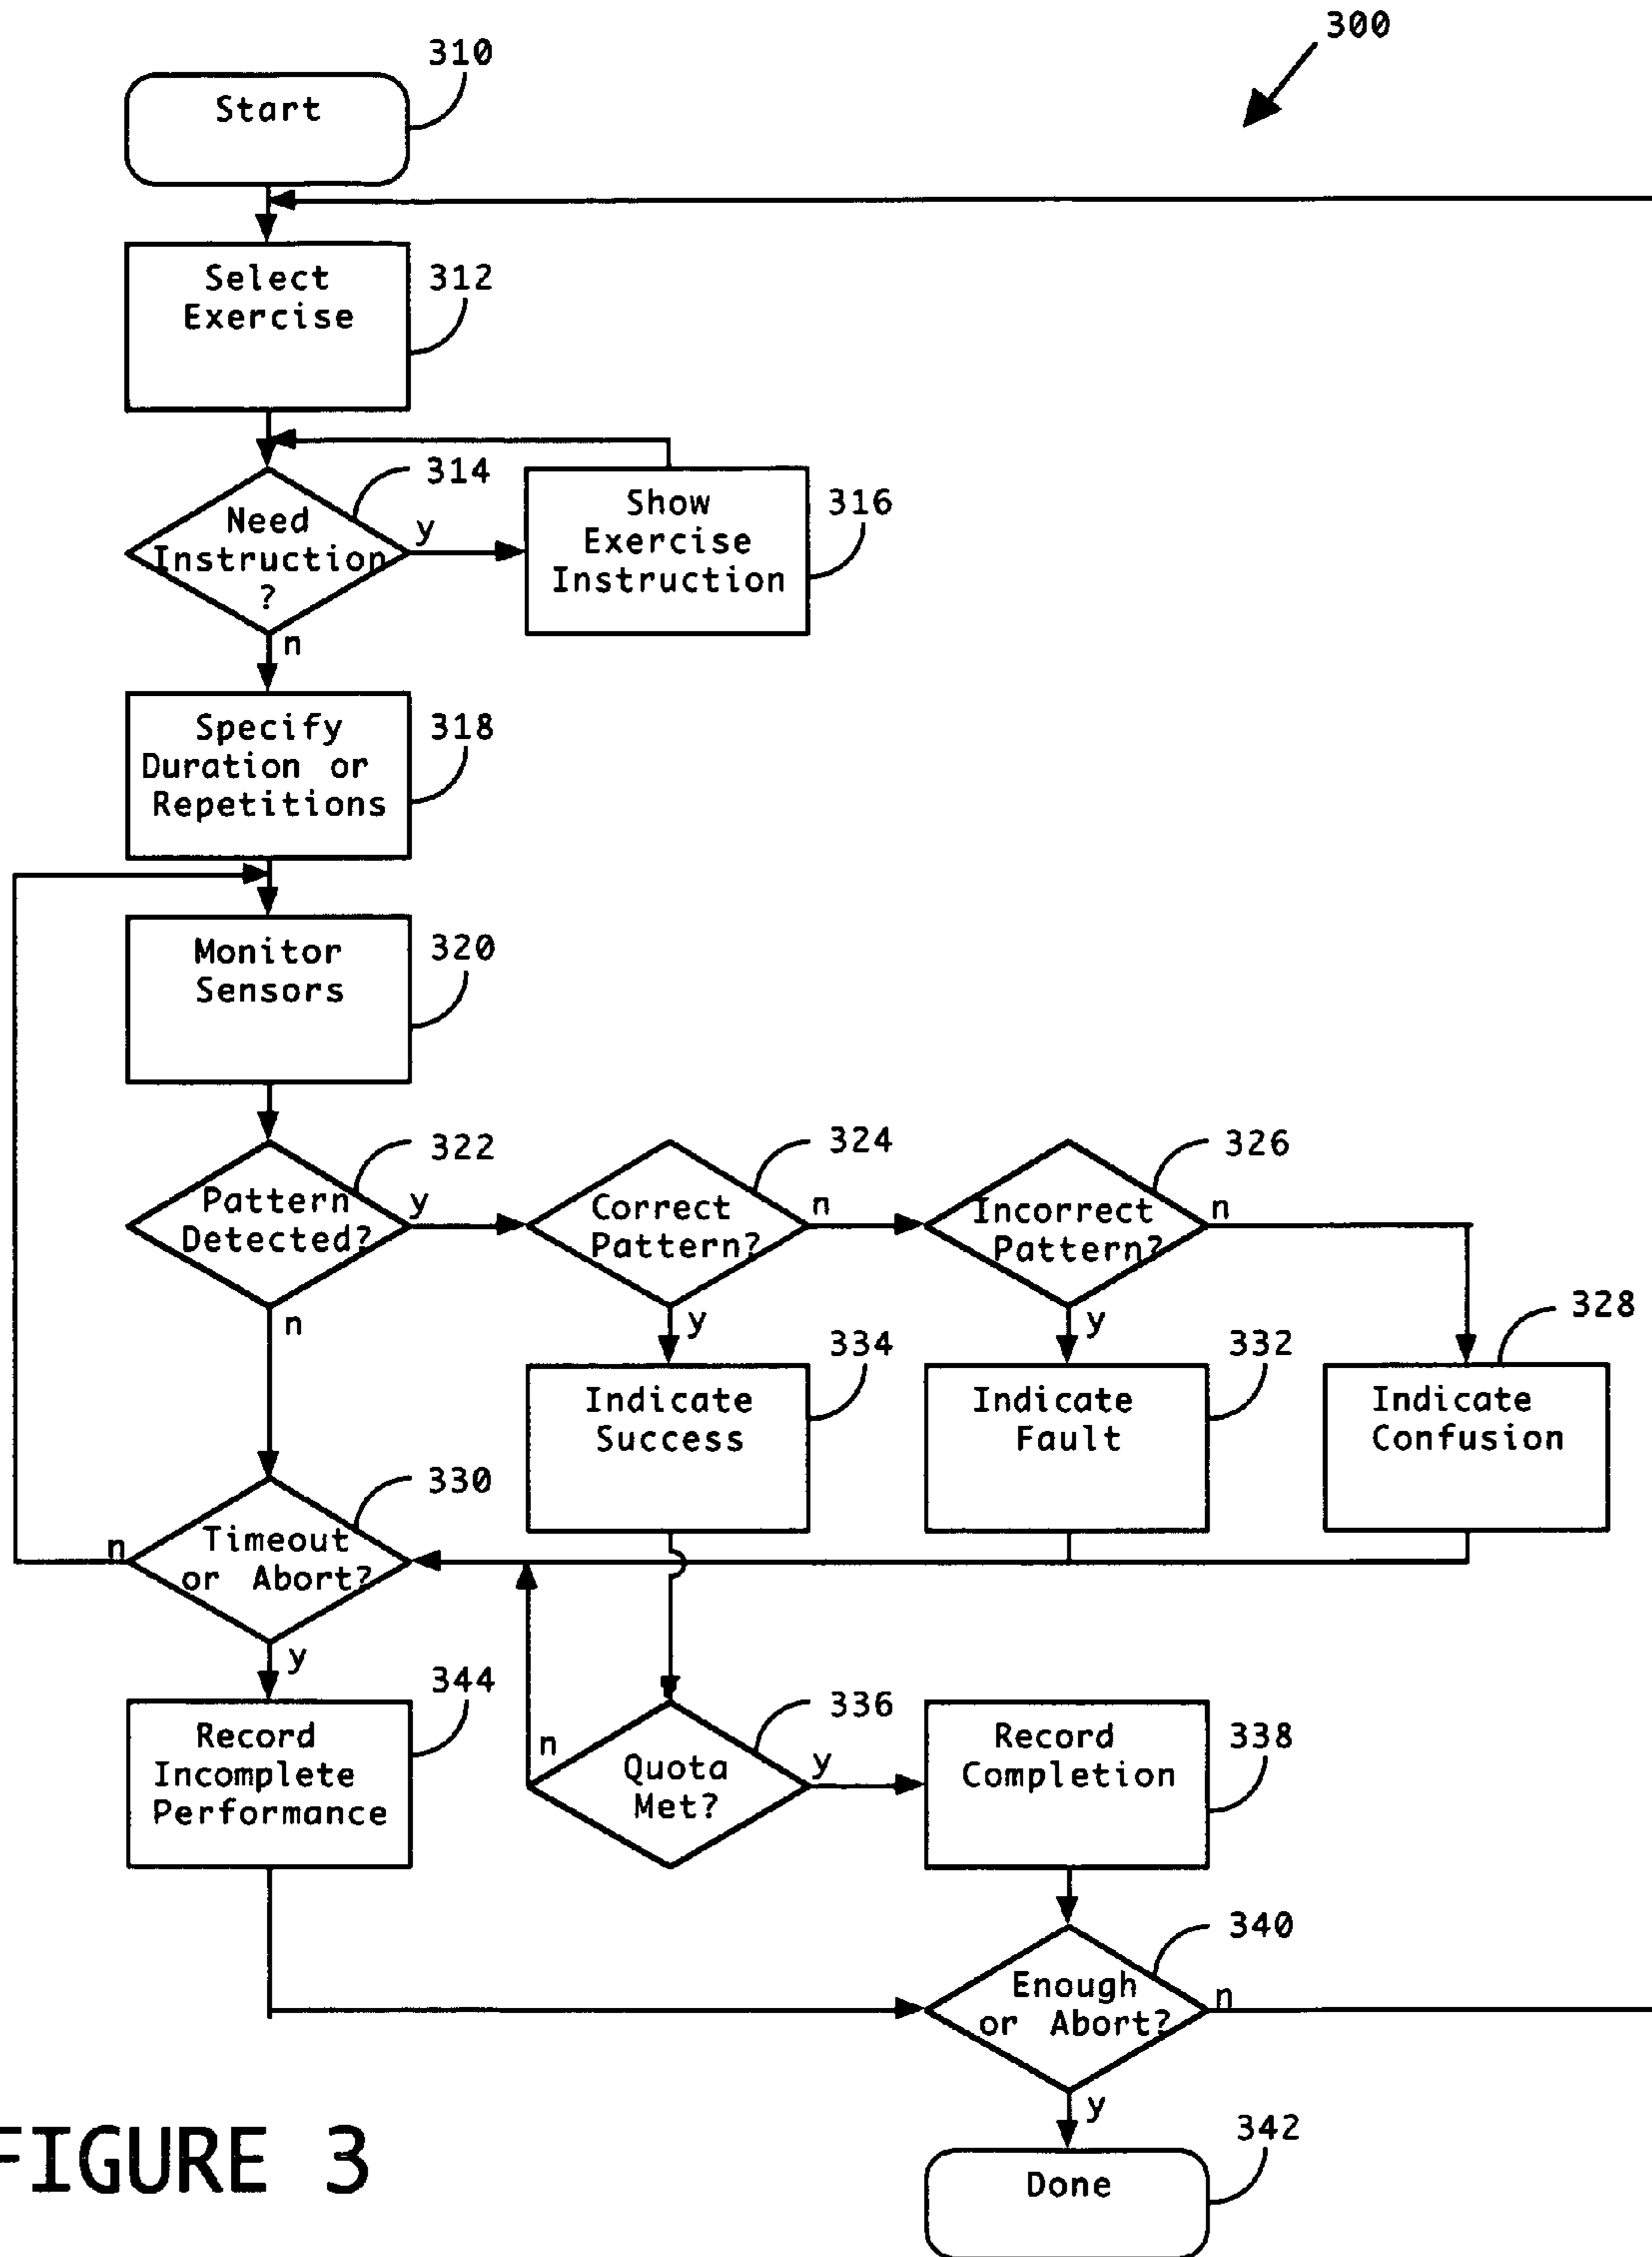 300
310
Start
Select
Exercise
312
314
Need
Instruction
?
y
n
Show
Exercise
Instruction
316
Specify
Duration or
Repetitions
318
Monitor
Sensors
320
322
Pattern
Detected?
y
n
324
Correct
Pattern?
n
y
326
Incorrect
Pattern?
n
y
328
334
Indicate
Success
332
Indicate
Fault
Indicate
Confusion
330
Timeout
or Abort?
n
y
344
Record
Incomplete
Performance
336
Quota
Met?
n
y
Record
Completion
338
340
Enough
or Abort?
n
y
342
Done
FIGURE 3